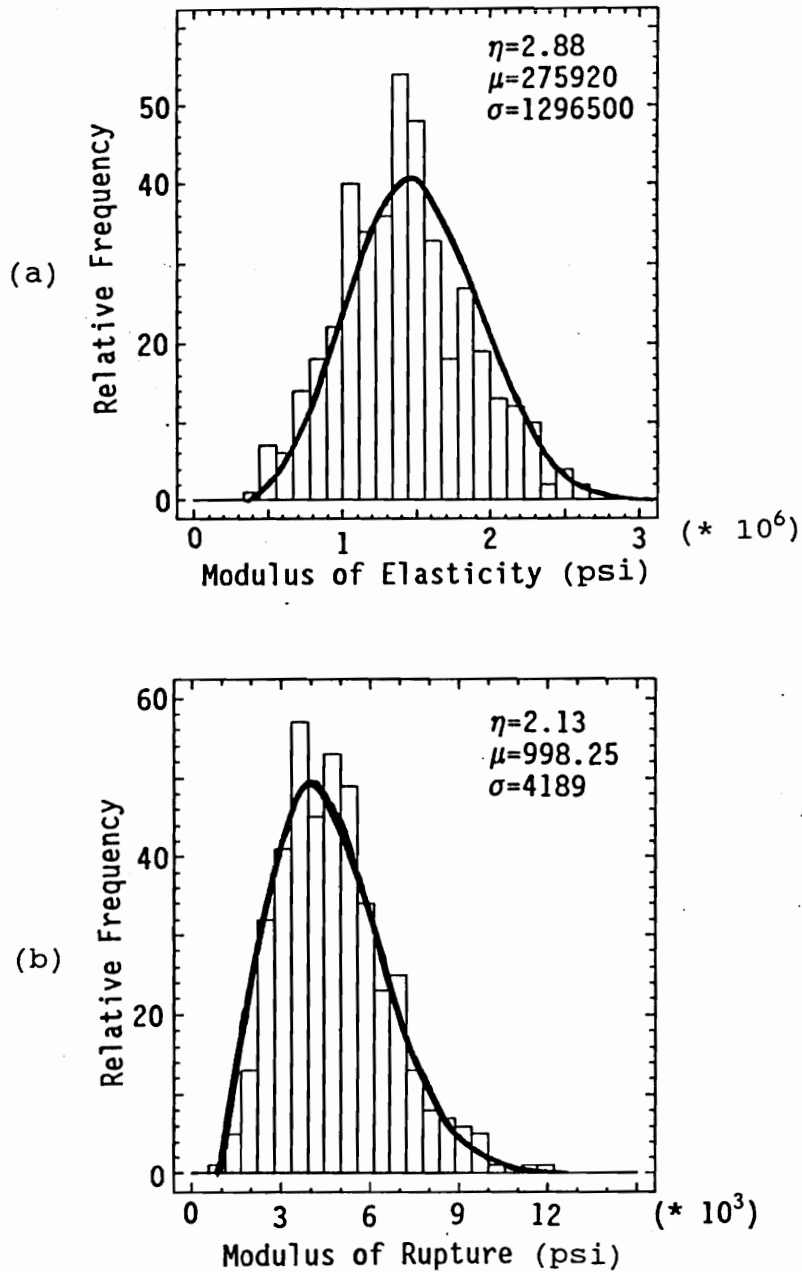 η=2.88
μ=275920
σ=1296500
50
40
20
0
Relative Frequency
(a)
0 1 2 3 (* 10⁶)
Modulus of Elasticity (psi)
60
η=2.13
μ=998.25
σ=4189
40
20
0
Relative Frequency
(b)
0 3 6 9 12 (* 10³)
Modulus of Rupture (psi)